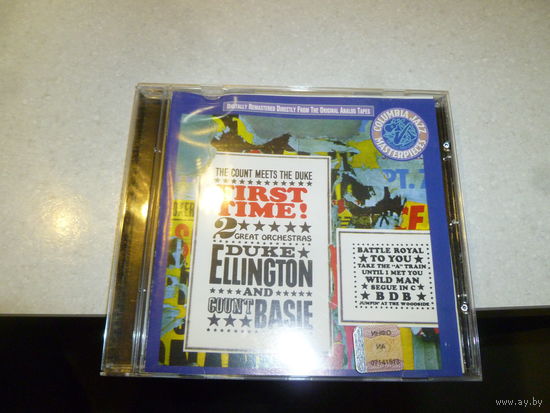 DIGITALLY REMASTERED DIRECTLY FROM THE ORIGINAL ANALOG TAPES
COLUMBIA JAZZ
MASTERPIECES
THE COUNT MEETS THE DUKE
FIRST
TIME!
2
GREAT ORCHESTRAS
DUKE
ELLINGTON
AND
COUNT
BASIE
BATTLE ROYAL
TO YOU
TAKE THE "A" TRAIN
UNTIL I MET YOU
WILD MAN
SEGUE IN C
B D B
JUMPIN' AT THE WOODSIDE
www.ay.by